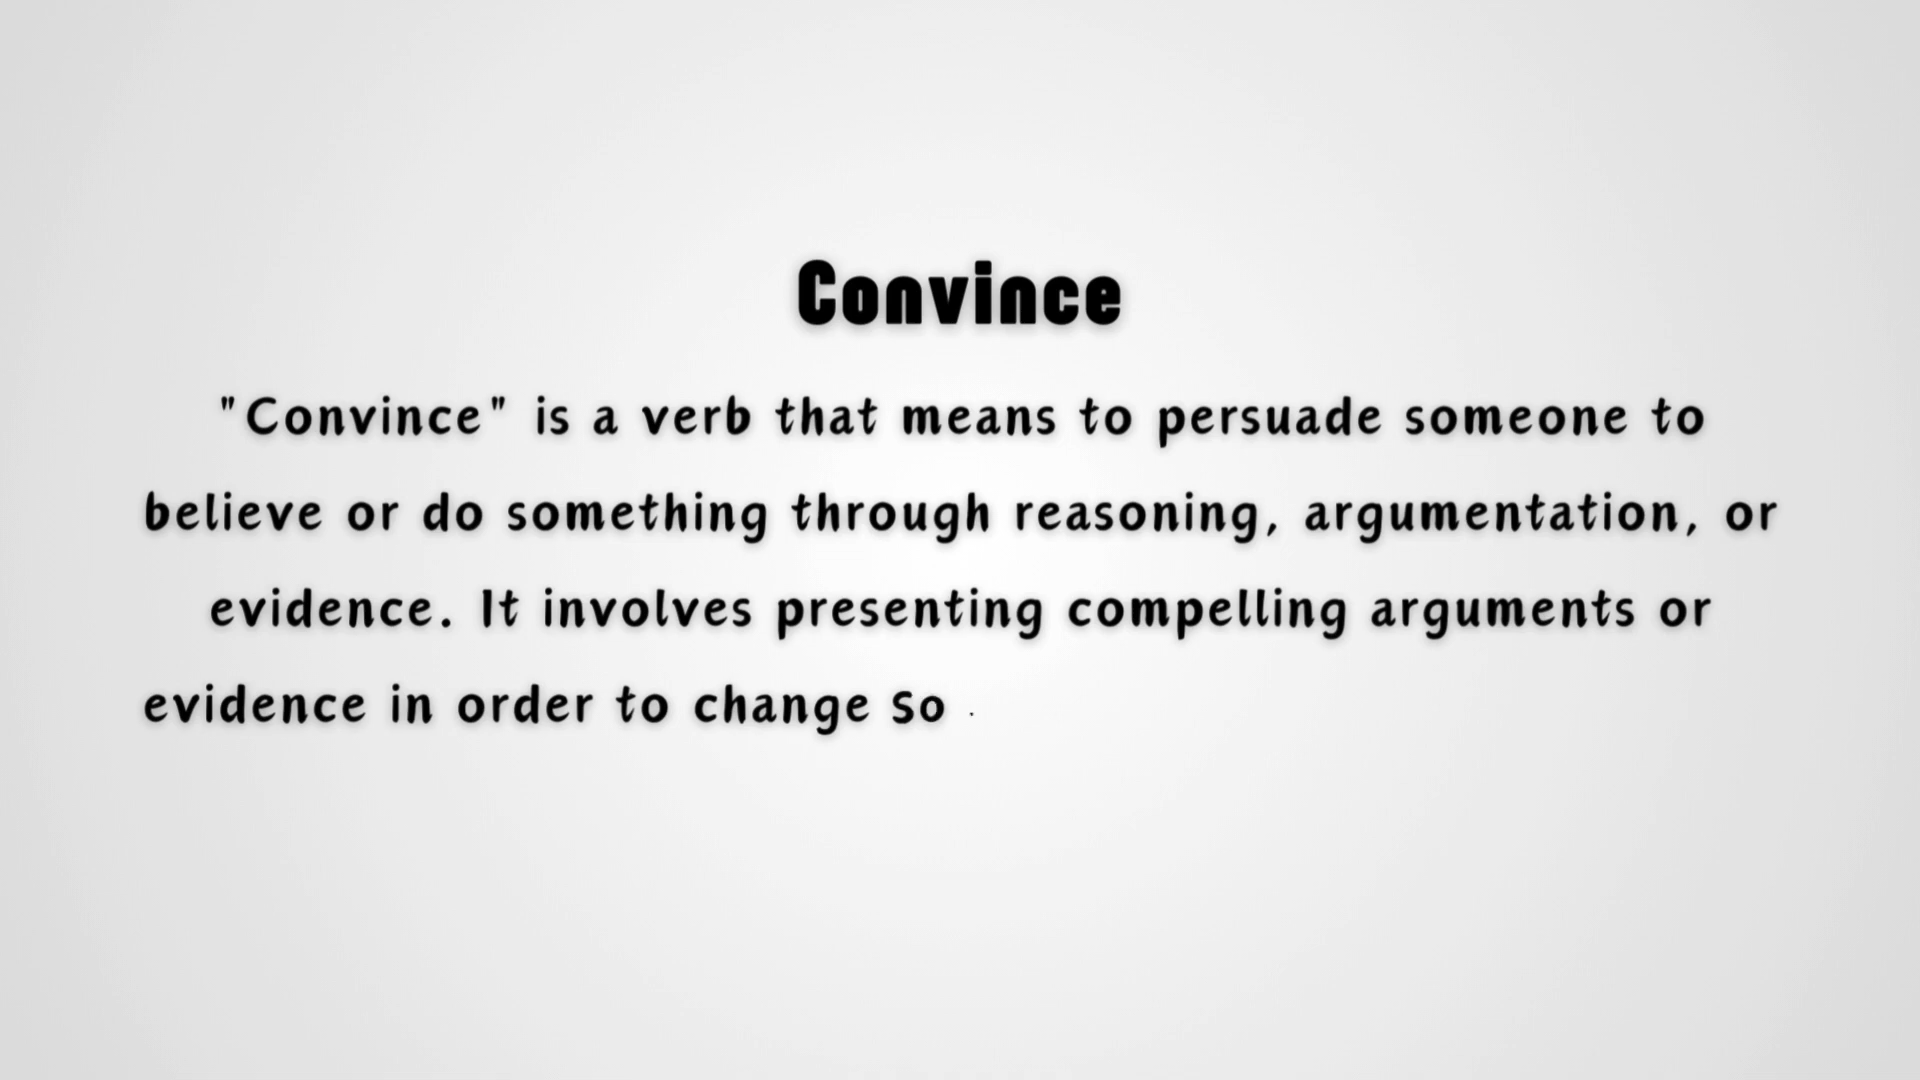 Convince
"Convince" is a verb that means to persuade someone to
believe or do something through reasoning, argumentation, or
evidence. It involves presenting compelling arguments or
evidence in order to change so